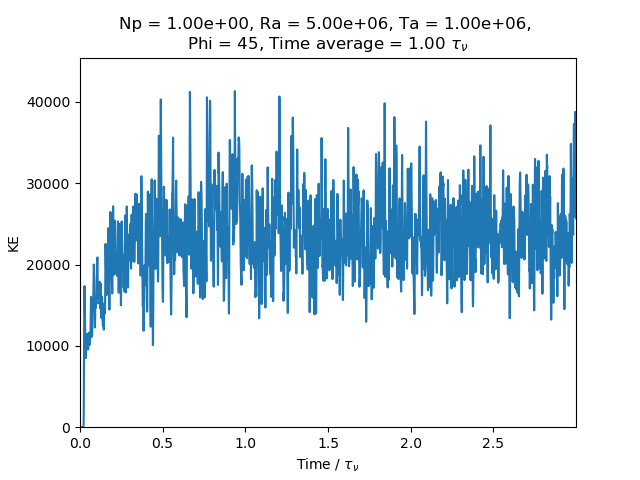 Np = 1.00e+00, Ra = 5.00e+06, Ta = 1.00e+06,
Phi = 45, Time average = 1.00 τν
40000
30000
20000
10000
0
KE
0.0 0.5 1.0 1.5 2.0 2.5
Time / τν